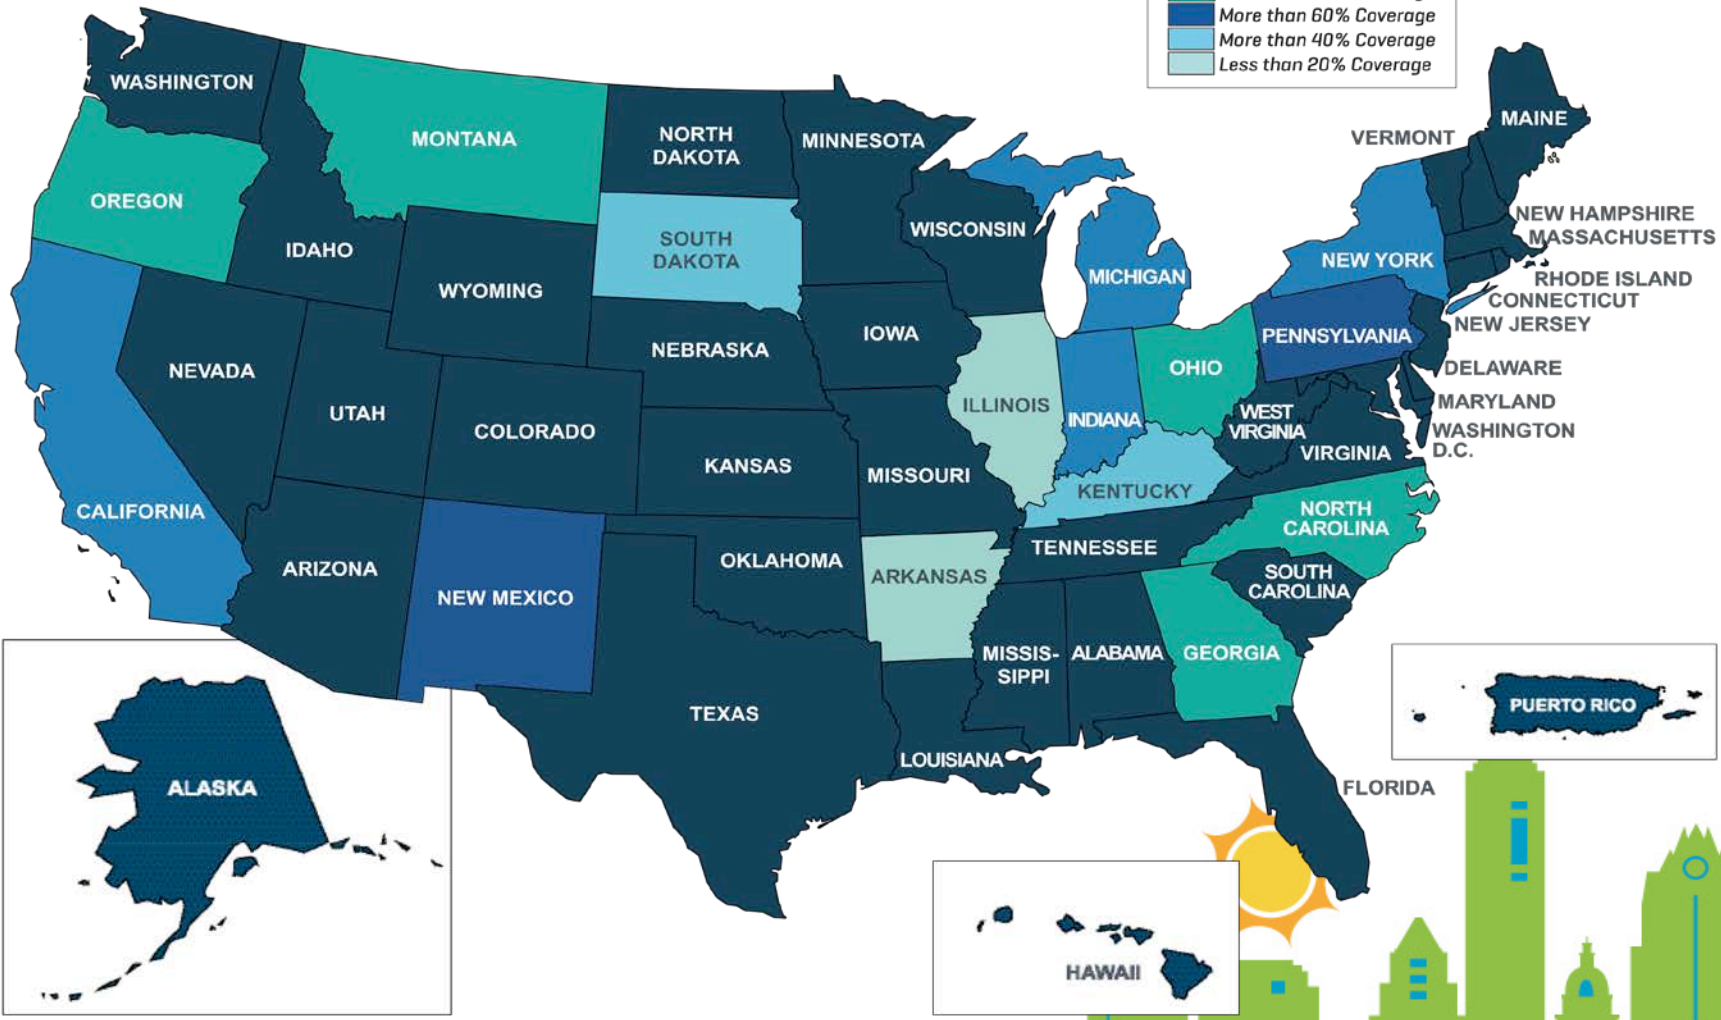 More than 60% Coverage
More than 40% Coverage
Less than 20% Coverage
WASHINGTON
MONTANA
NORTH
DAKOTA
MINNESOTA
VERMONT
MAINE
OREGON
IDAHO
SOUTH
DAKOTA
WISCONSIN
NEW HAMPSHIRE
MASSACHUSETTS
WYOMING
MICHIGAN
NEW YORK
RHODE ISLAND
CONNECTICUT
NEW JERSEY
NEVADA
NEBRASKA
IOWA
PENNSYLVANIA
OHIO
DELAWARE
UTAH
COLORADO
ILLINOIS
INDIANA
WEST
VIRGINIA
MARYLAND
WASHINGTON
D.C.
KANSAS
MISSOURI
VIRGINIA
KENTUCKY
CALIFORNIA
NORTH
CAROLINA
ARIZONA
NEW MEXICO
OKLAHOMA
ARKANSAS
TENNESSEE
SOUTH
CAROLINA
MISSIS-
SIPPI
ALABAMA
GEORGIA
TEXAS
LOUISIANA
PUERTO RICO
ALASKA
FLORIDA
HAWAII